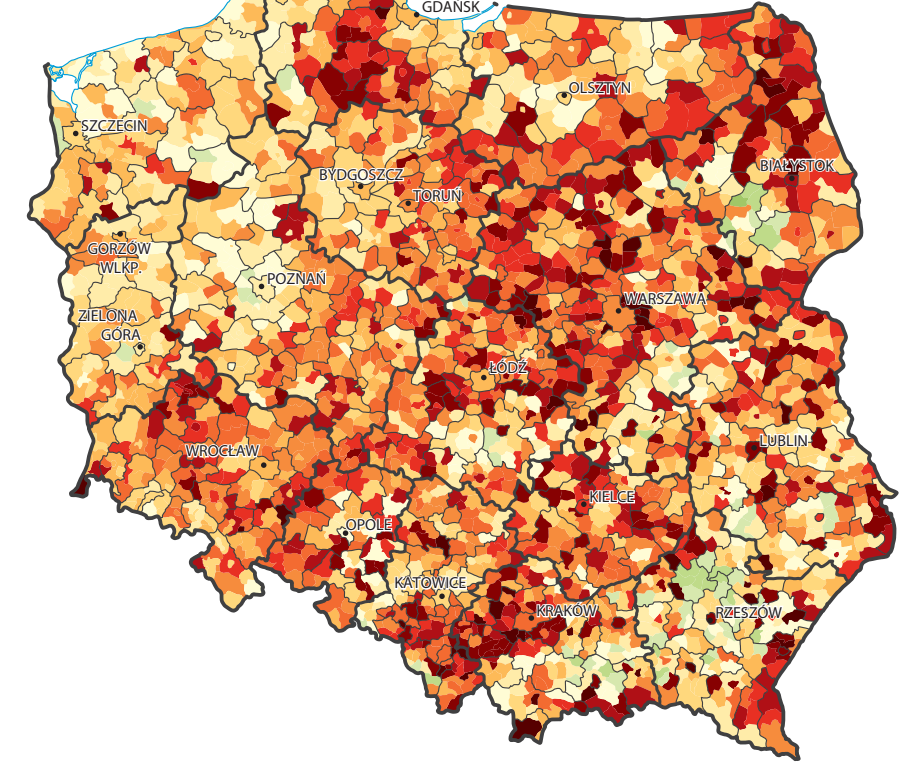 GDAŃSK
OLSZTYN
SZCZECIN
BIAŁYSTOK
BYDGOSZCZ
TORUŃ
GORZÓW
WLKP.
POZNAŃ
WARSZAWA
ZIELONA
GÓRA
ŁÓDŹ
LUBLIN
WROCŁAW
KIELCE
OPOLE
KATOWICE
KRAKÓW
RZESZÓW